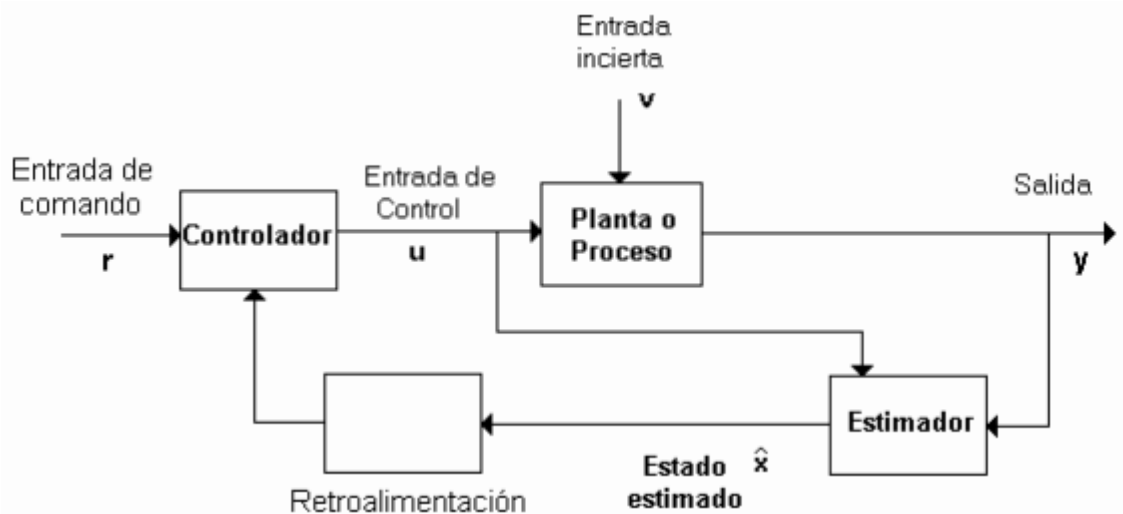 Entrada
incierta
v
Entrada de
comando
r
Controlador
Entrada de
Control
u
Planta o
Proceso
Salida
y
Estimador
Estado x̂
estimado
Retroalimentación